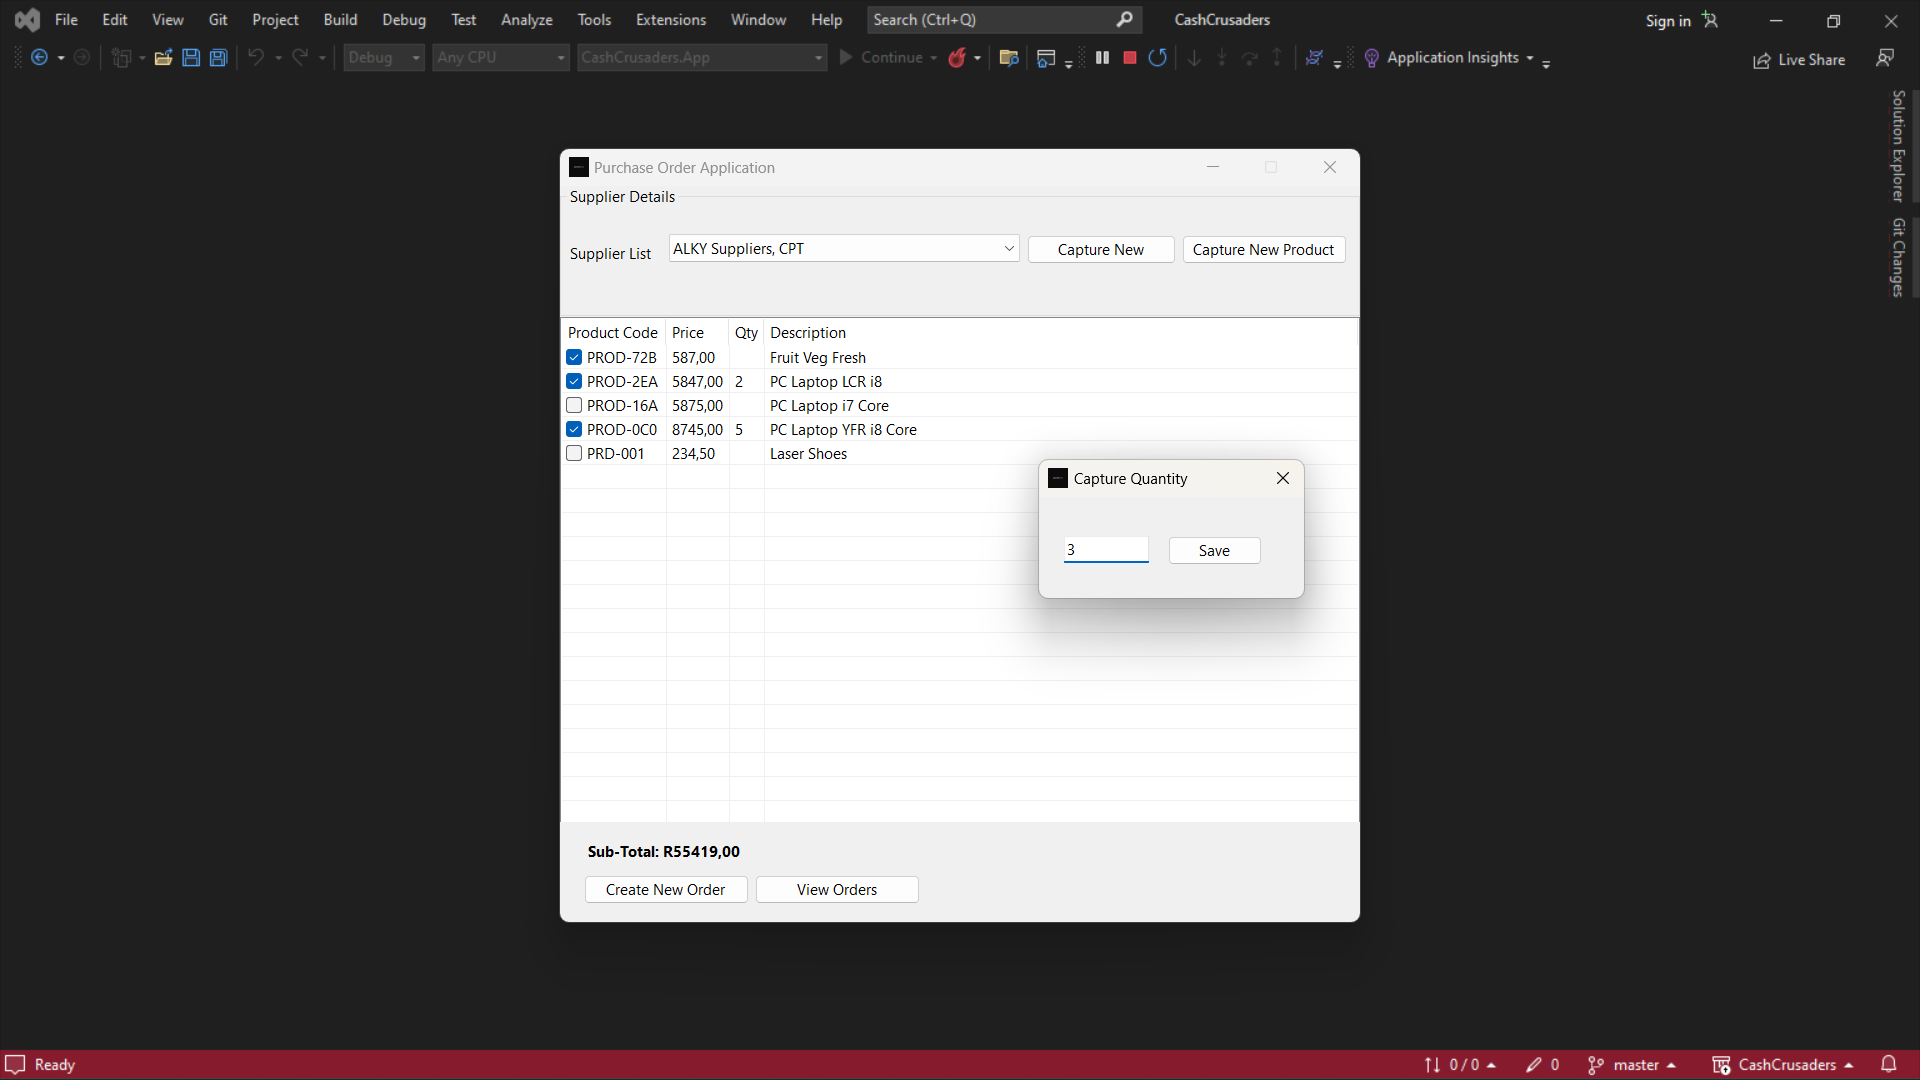 File Edit View Git Project Build Debug Test Analyze Tools Extensions Window Help Search (Ctrl+Q) CashCrusaders Sign in
Debug Any CPU CashCrusaders.App Continue Application Insights Live Share
Solution Explorer
Git Changes
Purchase Order Application
Supplier Details
Supplier List ALKY Suppliers, CPT Capture New Capture New Product
Product Code Price Qty Description
PROD-72B 587,00 Fruit Veg Fresh
PROD-2EA 5847,00 2 PC Laptop LCR i8
PROD-16A 5875,00 PC Laptop i7 Core
PROD-0C0 8745,00 5 PC Laptop YFR i8 Core
PRD-001 234,50 Laser Shoes
Capture Quantity
3 Save
Sub-Total: R55419,00
Create New Order View Orders
Ready 0 / 0 0 master CashCrusaders